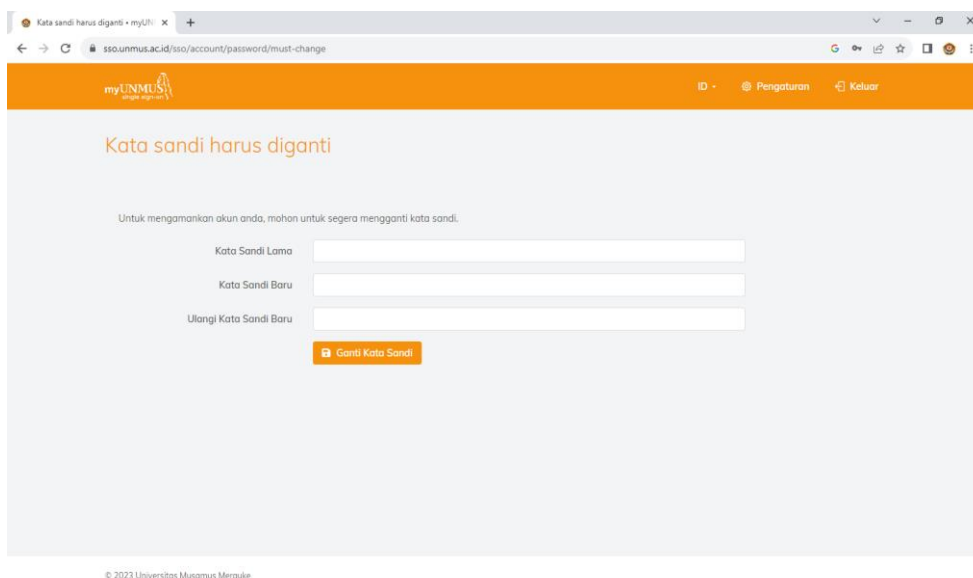 Kata sandi harus diganti • myUN
sso.unmus.ac.id/sso/account/password/must-change
myUNMUS
single sign on
ID
Pengaturan
Keluar
Kata sandi harus diganti
Untuk mengamankan akun anda, mohon untuk segera mengganti kata sandi.
Kata Sandi Lama
Kata Sandi Baru
Ulangi Kata Sandi Baru
Ganti Kata Sandi
© 2023 Universitas Musamus Merauke